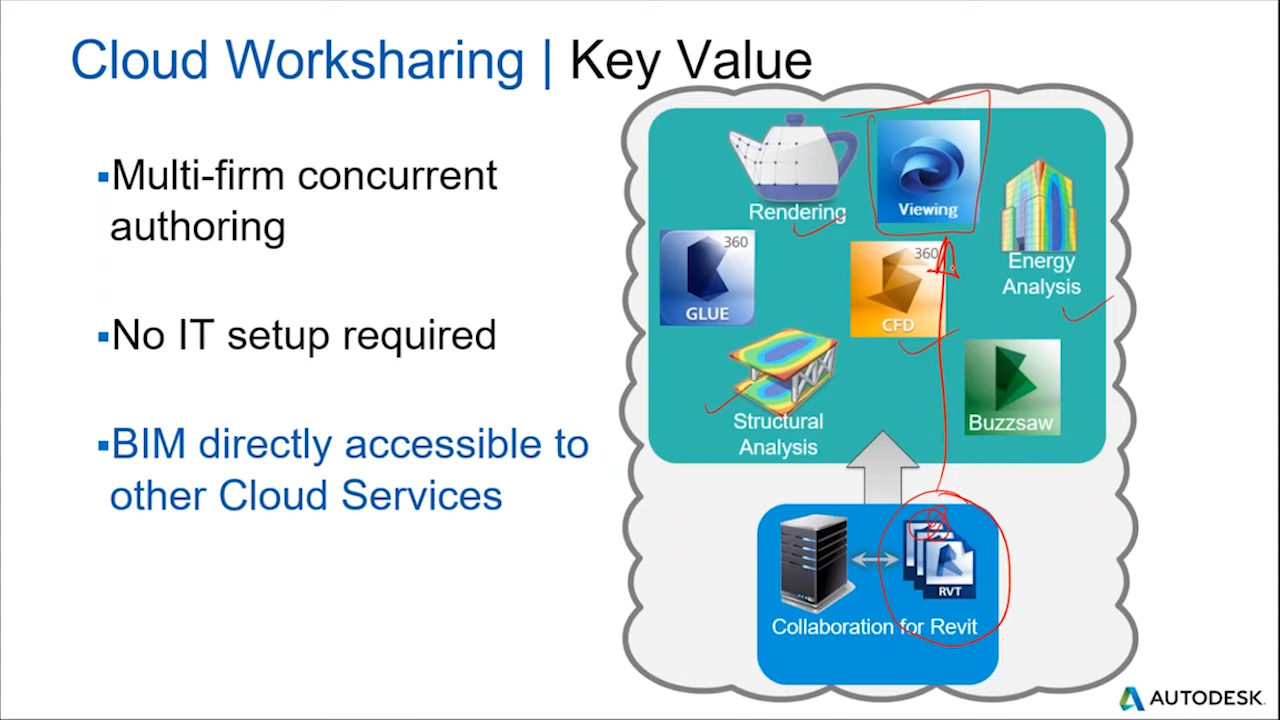 Cloud Worksharing | Key Value
▪Multi-firm concurrent
authoring
▪No IT setup required
▪BIM directly accessible to
other Cloud Services
Rendering
Viewing
Energy
Analysis
360
GLUE
360
CFD
Structural
Analysis
Buzzsaw
RVT
Collaboration for Revit
AUTODESK.